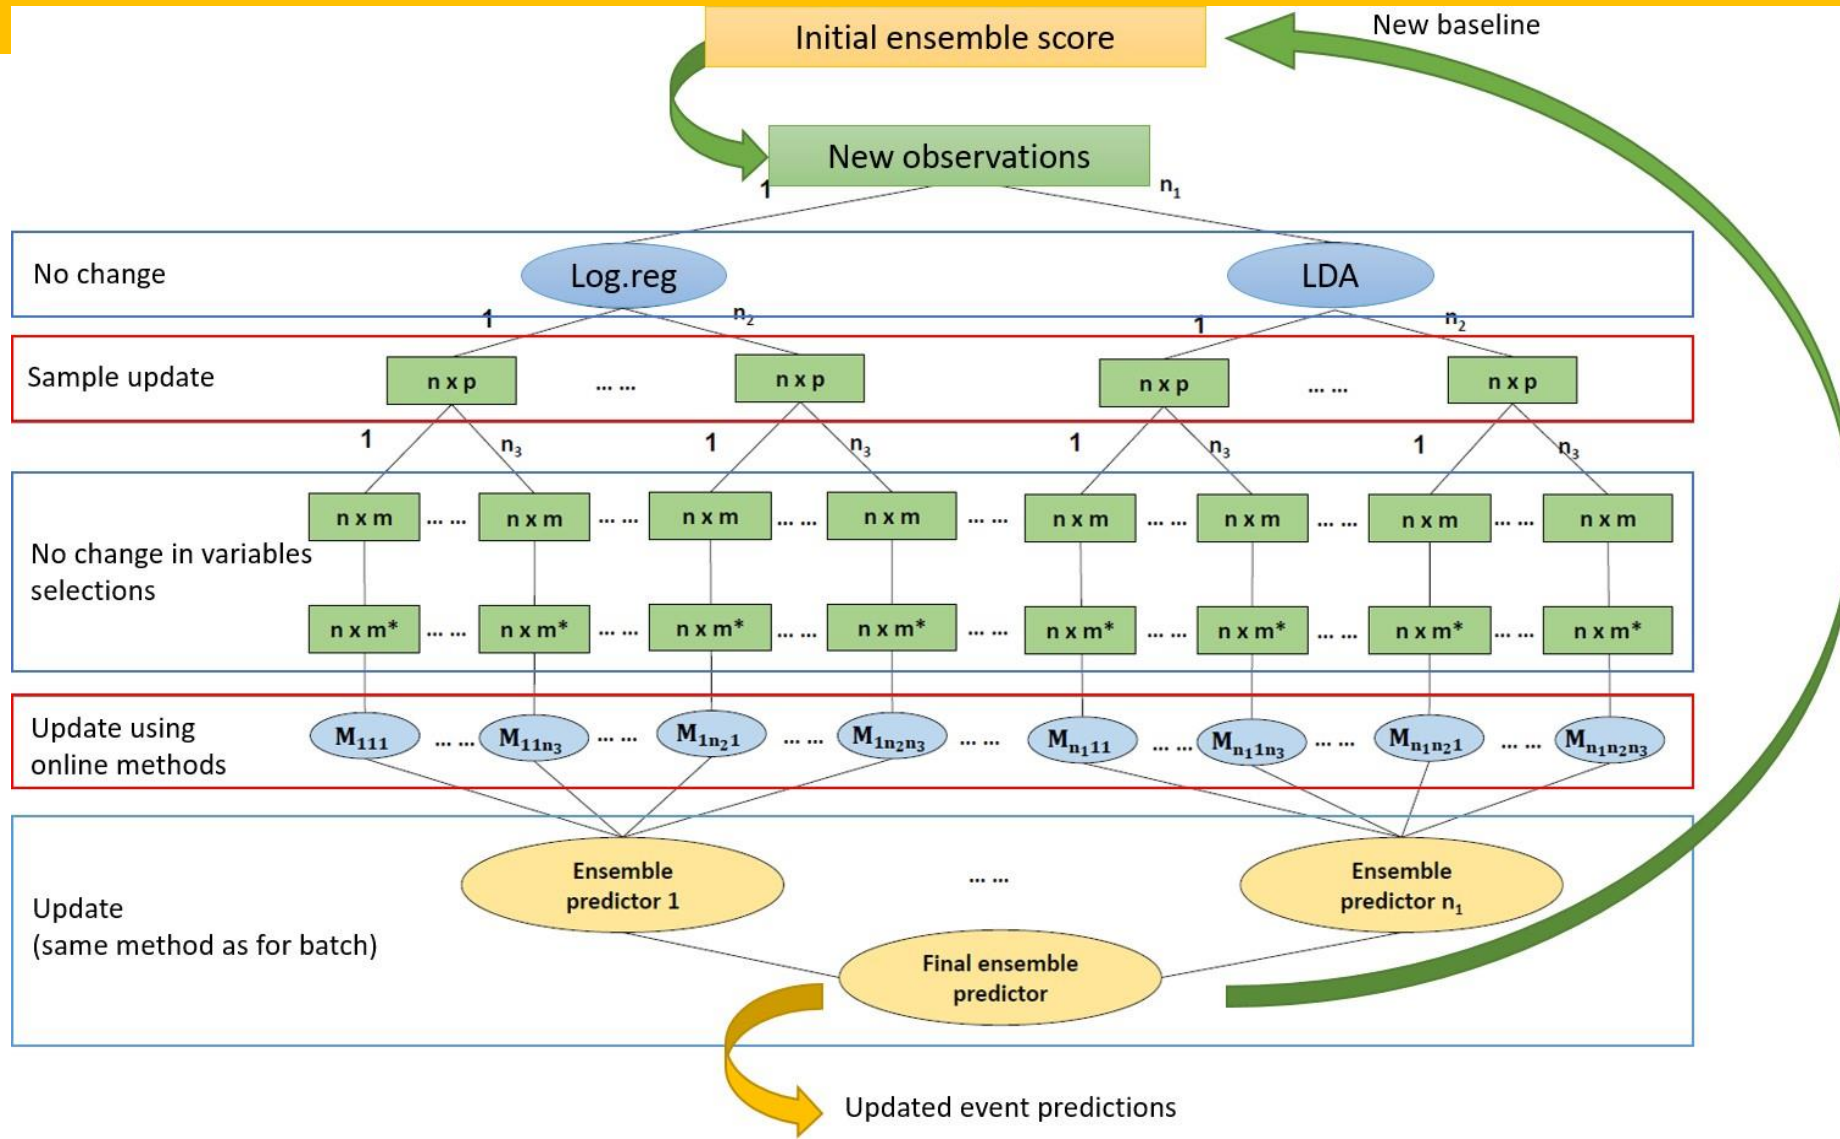 Initial ensemble score
New baseline
New observations
1 n₁
No change
Log.reg LDA
1 n₂ 1 n₂
Sample update
n x p ... ... n x p n x p ... ... n x p
1 n₃ 1 n₃ 1 n₃ 1 n₃
n x m ... ... n x m ... ... n x m ... ... n x m ... ... n x m ... ... n x m ... ... n x m ... ... n x m
No change in variables
selections
n x m* ... ... n x m* ... ... n x m* ... ... n x m* ... ... n x m* ... ... n x m* ... ... n x m* ... ... n x m*
Update using
online methods
M₁₁₁ ... ... M₁₁n₃ ... ... M₁n₂₁ ... ... M₁n₂n₃ ... ... Mn₁₁₁ ... ... Mn₁₁n₃ ... ... Mn₁n₂₁ ... ... Mn₁n₂n₃
Ensemble
predictor 1
... ...
Ensemble
predictor n₁
Update
(same method as for batch)
Final ensemble
predictor
Updated event predictions